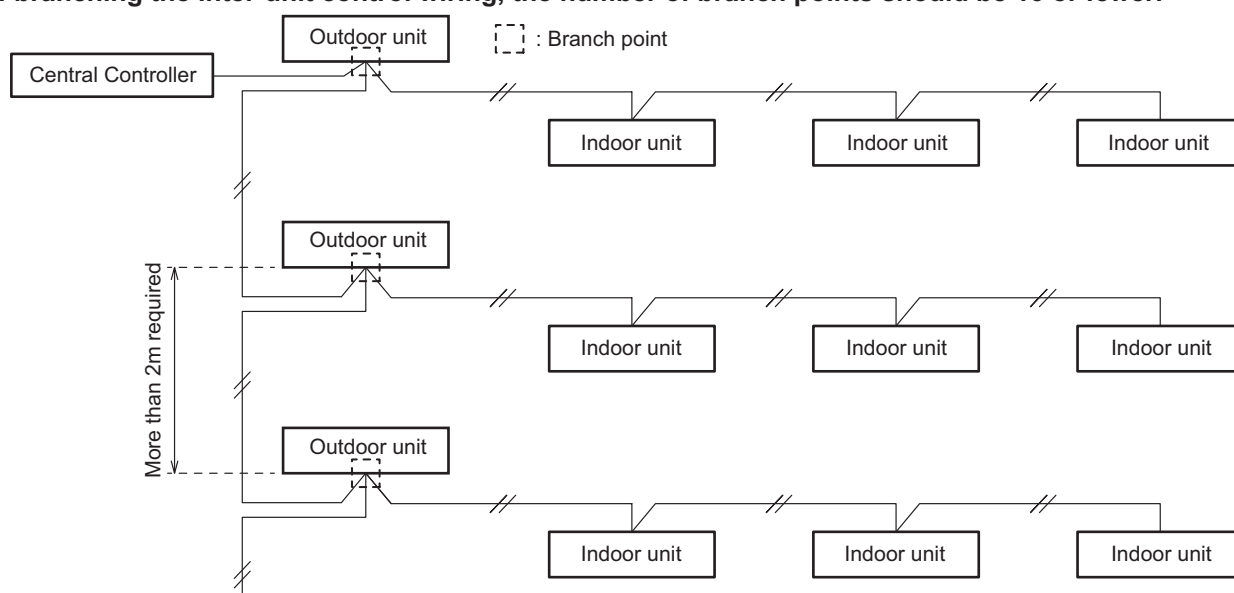 branching the inter-unit control wiring, the number of branch points should be or fewer.
Outdoor unit
: Branch point
Central Controller
Indoor unit
Indoor unit
Indoor unit
Outdoor unit
More than 2m required
Indoor unit
Indoor unit
Indoor unit
Outdoor unit
Indoor unit
Indoor unit
Indoor unit